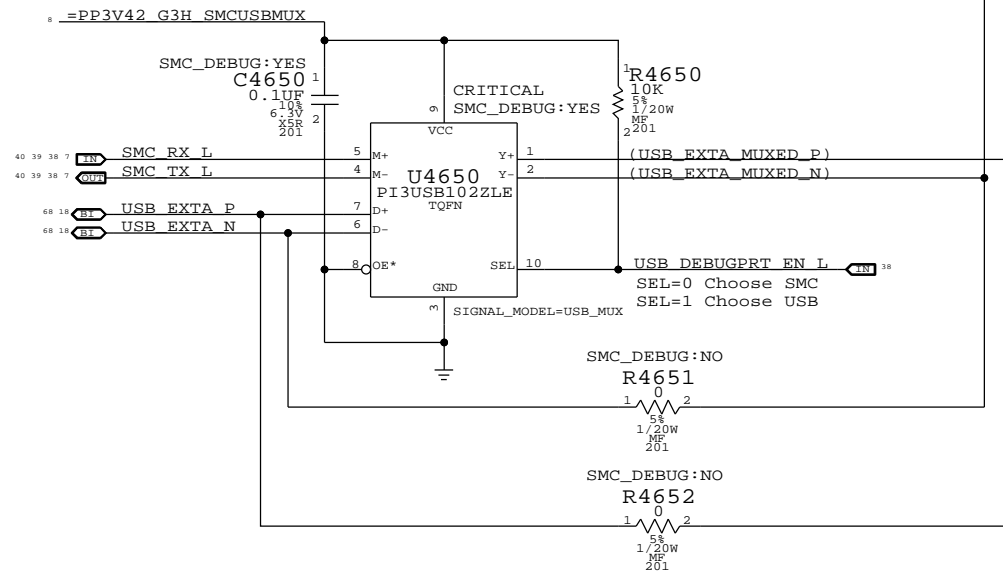 8 =PP3V42_G3H_SMCUSBMUX
SMC_DEBUG:YES
C4650 1
0.1UF
10%
6.3V
X5R 2
201
CRITICAL
SMC_DEBUG:YES
1 R4650
10K
5%
1/20W
MF
2 201
9
VCC
40 39 38 7 IN SMC_RX_L 5 M+ Y+ 1 (USB_EXTA_MUXED_P)
40 39 38 7 OUT SMC_TX_L 4 M- Y- 2 (USB_EXTA_MUXED_N)
U4650
PI3USB102ZLE
TQFN
68 18 BI USB_EXTA_P 7 D+
68 18 BI USB_EXTA_N 6 D-
8 OE* SEL 10 USB_DEBUGPRT_EN_L IN 38
SEL=0 Choose SMC
SEL=1 Choose USB
GND
3
SIGNAL_MODEL=USB_MUX
SMC_DEBUG:NO
R4651
1 0 2
5%
1/20W
MF
201
SMC_DEBUG:NO
R4652
1 0 2
5%
1/20W
MF
201